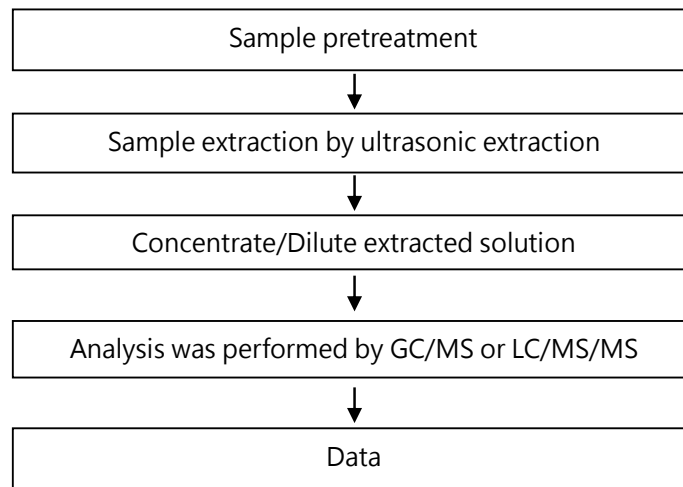 Sample pretreatment
Sample extraction by ultrasonic extraction
Concentrate/Dilute extracted solution
Analysis was performed by GC/MS or LC/MS/MS
Data